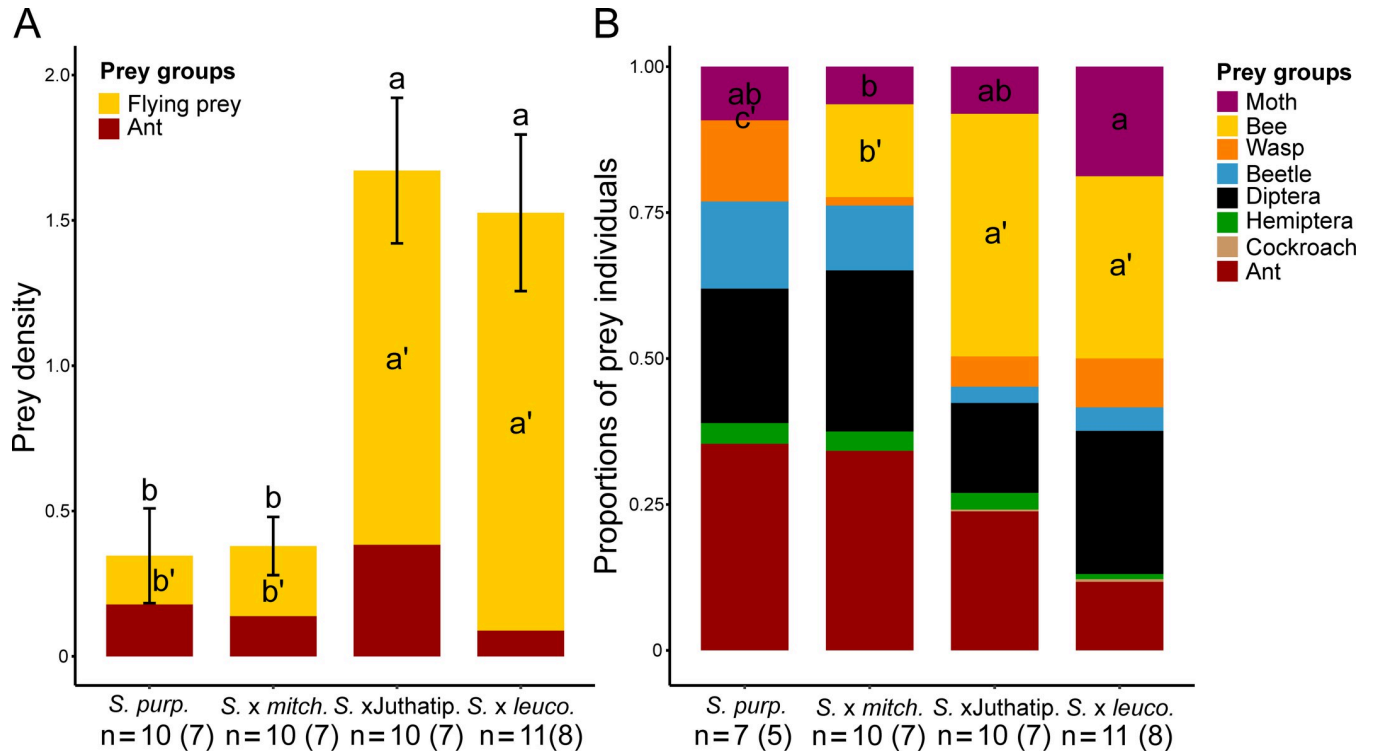 A
Prey density
2.0
1.5
1.0
0.5
0
Prey groups
Flying prey
Ant
b
b'
b
b'
a
a'
a
a'
S. purp.
S. x mitch.
S. xJuthatip.
S. x leuco.
n=10 (7)
n=10 (7)
n=10 (7)
n=11(8)
B
Proportions of prey individuals
1.00
0.75
0.50
0.25
0
ab
c'
b
b'
ab
a'
a
a'
S. purp.
S. x mitch.
S. xJuthatip.
S. x leuco.
n=7 (5)
n=10 (7)
n=10 (7)
n=11 (8)
Prey groups
Moth
Bee
Wasp
Beetle
Diptera
Hemiptera
Cockroach
Ant